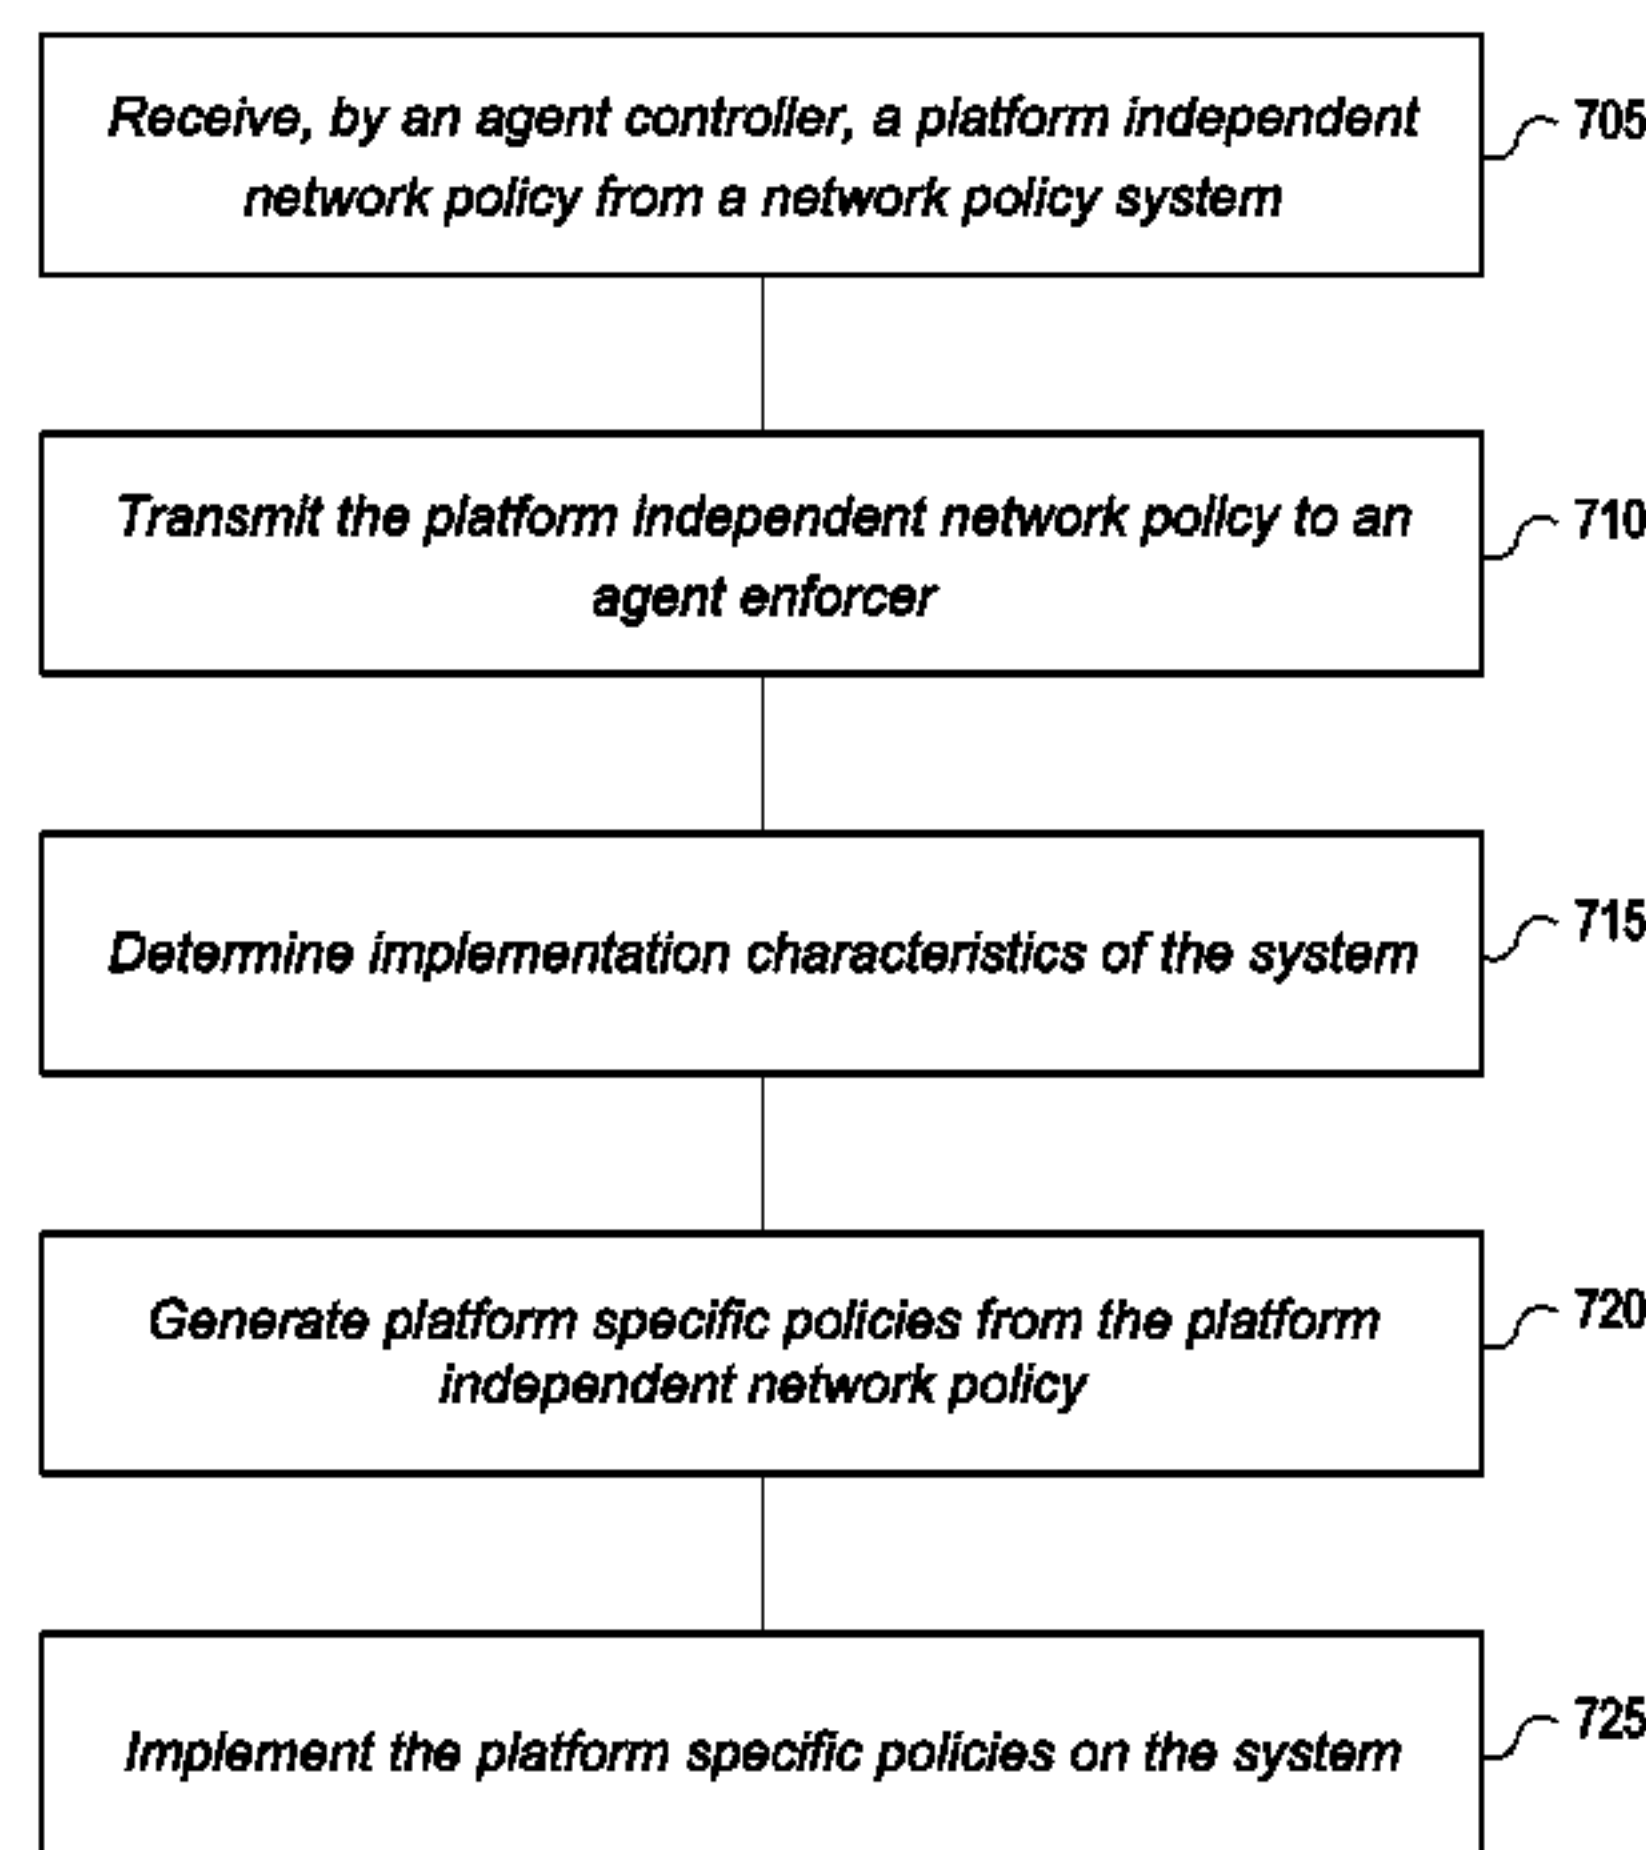 Receive, by an agent controller, a platform independent
network policy from a network policy system
705
Transmit the platform independent network policy to an
agent enforcer
710
Determine implementation characteristics of the system
715
Generate platform specific policies from the platform
independent network policy
720
Implement the platform specific policies on the system
725